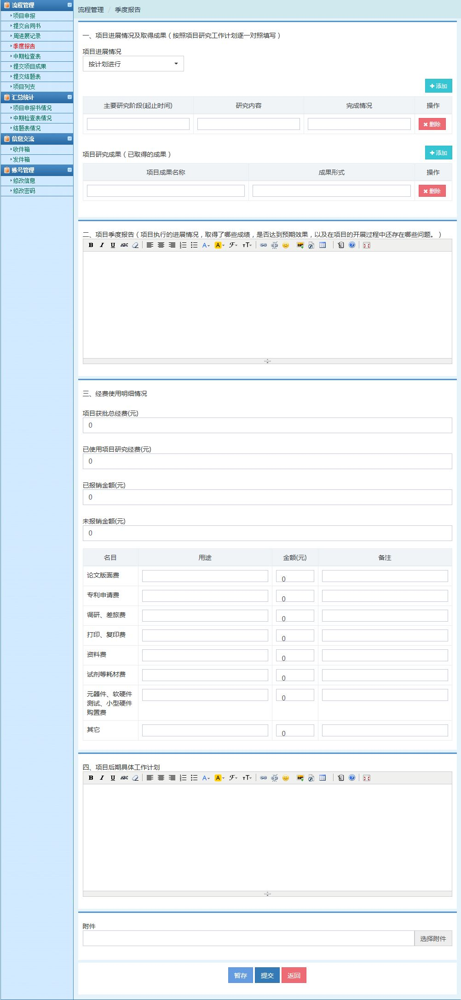 流程管理
项目申报
提交合同书
周进展记录
季度报告
中期检查表
提交项目成果
提交结题表
项目列支
汇总统计
项目申报书情况
中期检查表情况
结题表情况
信息交流
收件箱
发件箱
账号管理
修改信息
修改密码
流程管理 / 季度报告
一、项目进展情况及取得成果（按照项目研究工作计划逐一对照填写）
项目进展情况
按计划进行
添加
主要研究阶段(起止时间) 研究内容 完成情况 操作
删除
项目研究成果（已取得的成果） 添加
项目成果名称 成果形式 操作
删除
二、项目季度报告（项目执行的进展情况，取得了哪些成绩，是否达到预期效果，以及在项目的开展过程中还存在哪些问题。）
B I U ABC A A F TT
三、经费使用明细情况
项目获批总经费(元)
0
已使用项目研究经费(元)
0
已报销金额(元)
0
未报销金额(元)
0
名目 用途 金额(元) 备注
论文版面费 0
专利申请费 0
调研、差旅费 0
打印、复印费 0
资料费 0
试剂等耗材费 0
元器件、软硬件 0
测试、小型硬件
购置费
其它 0
四、项目后期具体工作计划
B I U ABC A A F TT
附件
选择附件
暂存 提交 返回